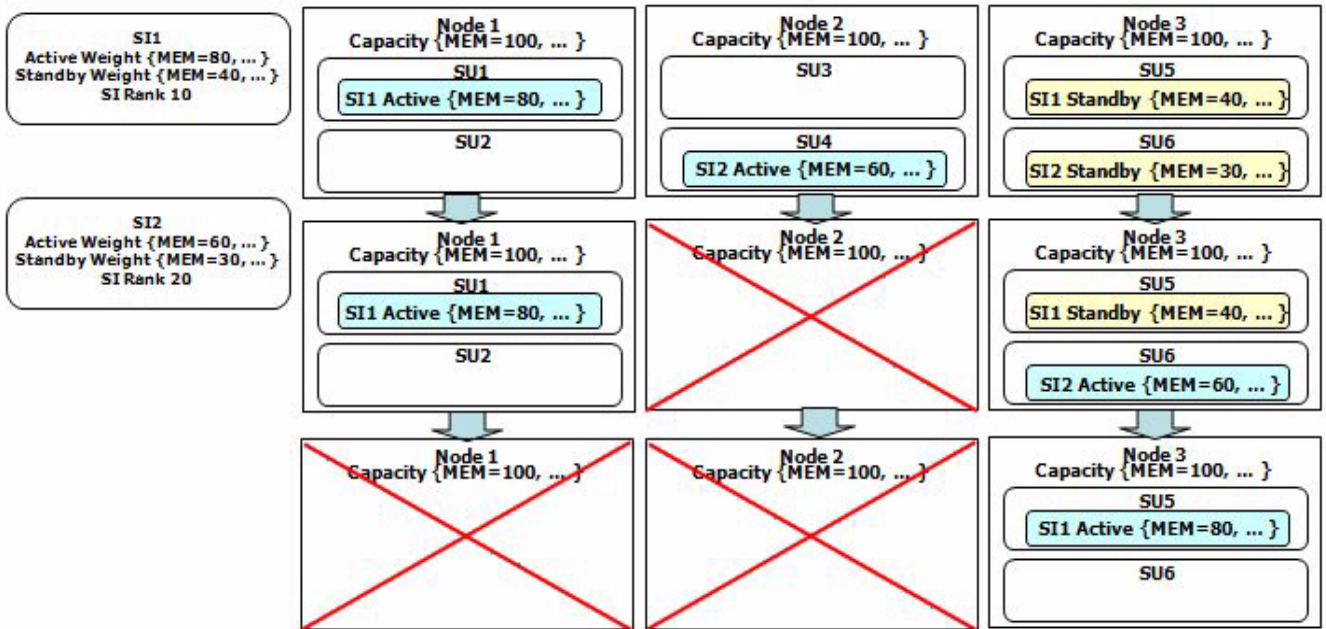 SI1
Active Weight {MEM=80, ... }
Standby Weight {MEM=40, ... }
SI Rank 10
Node 1
Capacity {MEM=100, ... }
SU1
SI1 Active {MEM=80, ... }
SU2
Node 2
Capacity {MEM=100, ... }
SU3
SU4
SI2 Active {MEM=60, ... }
Node 3
Capacity {MEM=100, ... }
SU5
SI1 Standby {MEM=40, ... }
SU6
SI2 Standby {MEM=30, ... }
SI2
Active Weight {MEM=60, ... }
Standby Weight {MEM=30, ... }
SI Rank 20
Node 1
Capacity {MEM=100, ... }
SU1
SI1 Active {MEM=80, ... }
SU2
Node 2
Capacity {MEM=100, ... }
Node 3
Capacity {MEM=100, ... }
SU5
SI1 Standby {MEM=40, ... }
SU6
SI2 Active {MEM=60, ... }
Node 1
Capacity {MEM=100, ... }
Node 2
Capacity {MEM=100, ... }
Node 3
Capacity {MEM=100, ... }
SU5
SI1 Active {MEM=80, ... }
SU6